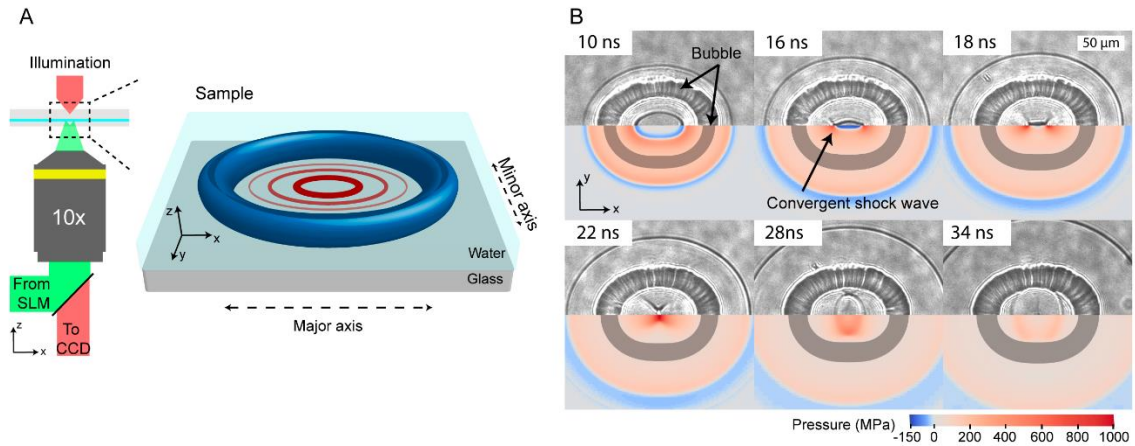 A
Illumination
10x
From
SLM
To
CCD
z
x
Sample
z
x
y
Minor axis
Water
Glass
Major axis
B
10 ns
Bubble
16 ns
18 ns
50 µm
y
x
Convergent shock wave
22 ns
28ns
34 ns
Pressure (MPa)
-150 0 200 400 600 800 1000